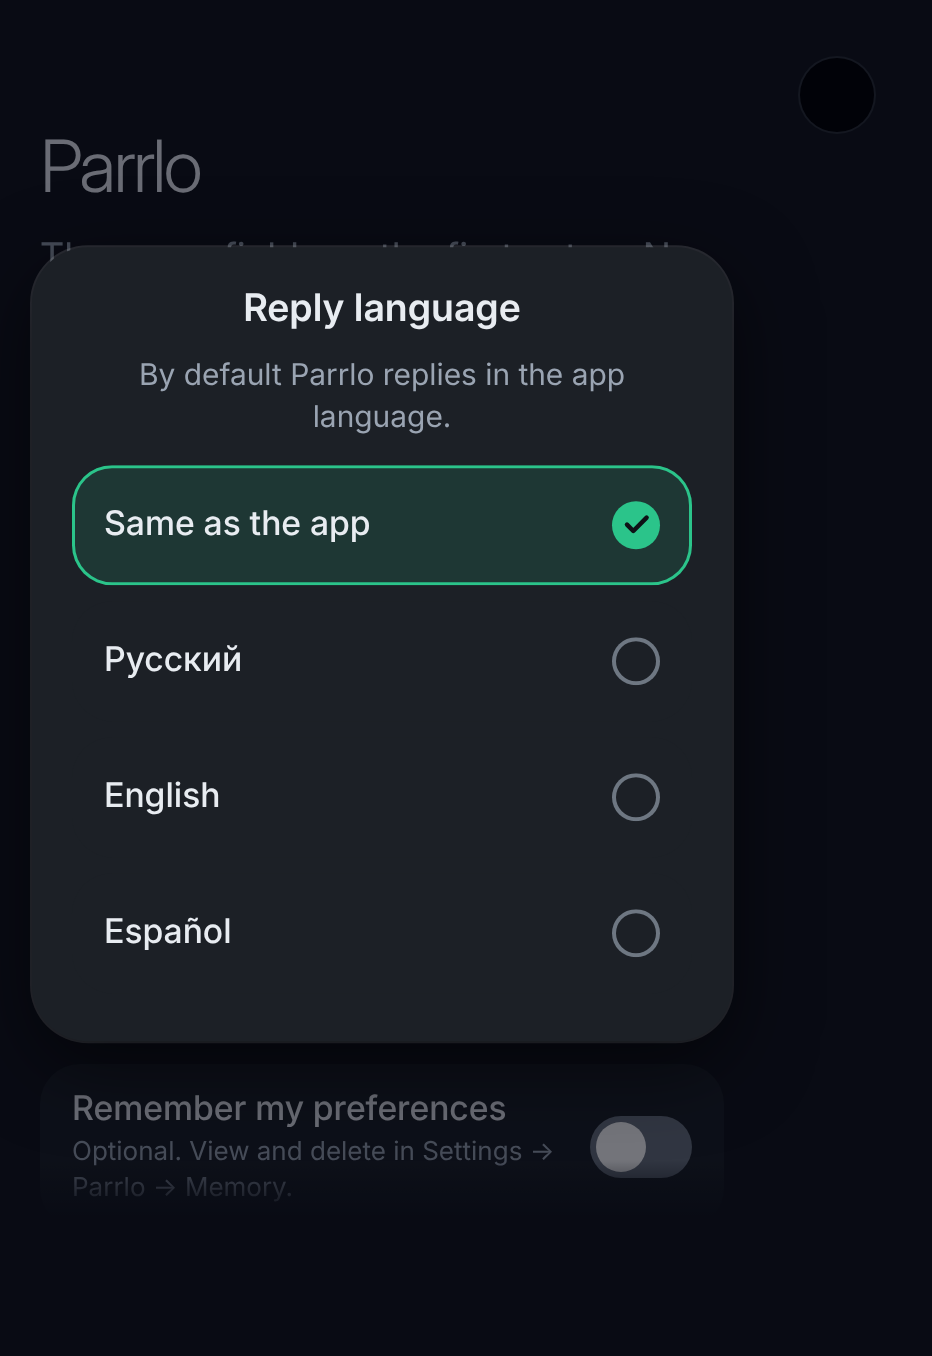 Parrlo
Reply language
By default Parrlo replies in the app
language.
Same as the app
Русский
English
Español
Remember my preferences
Optional. View and delete in Settings →
Parrlo → Memory.